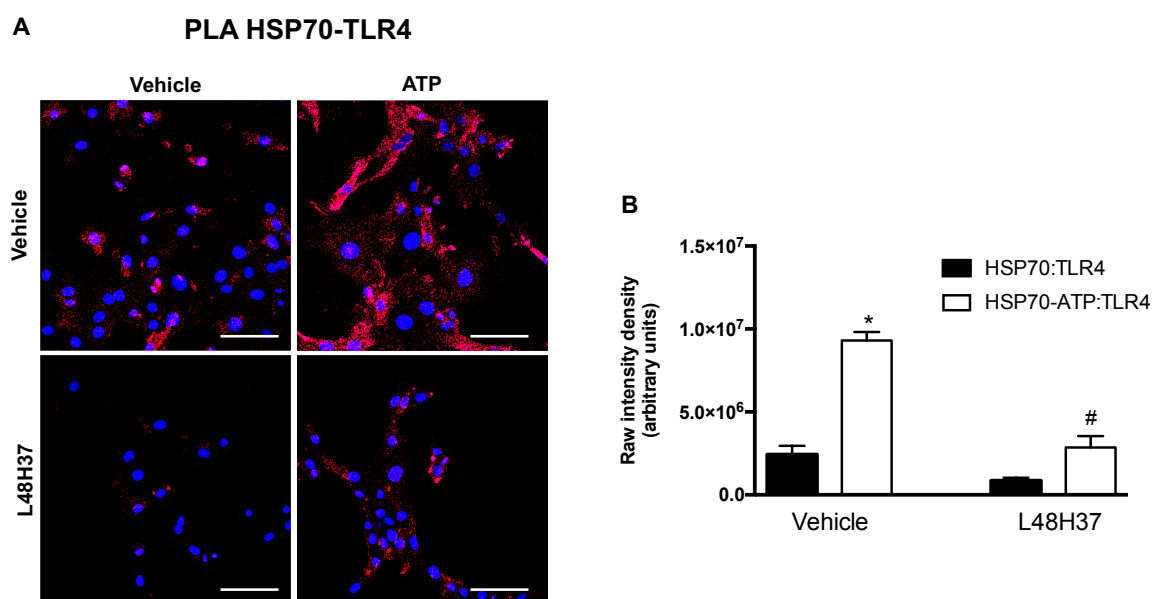 A
PLA HSP70-TLR4
Vehicle
ATP
Vehicle
L48H37
B
Raw intensity density
(arbitrary units)
1.5×10⁷
1.0×10⁷
5.0×10⁶
0.0
*
#
HSP70:TLR4
HSP70-ATP:TLR4
Vehicle
L48H37